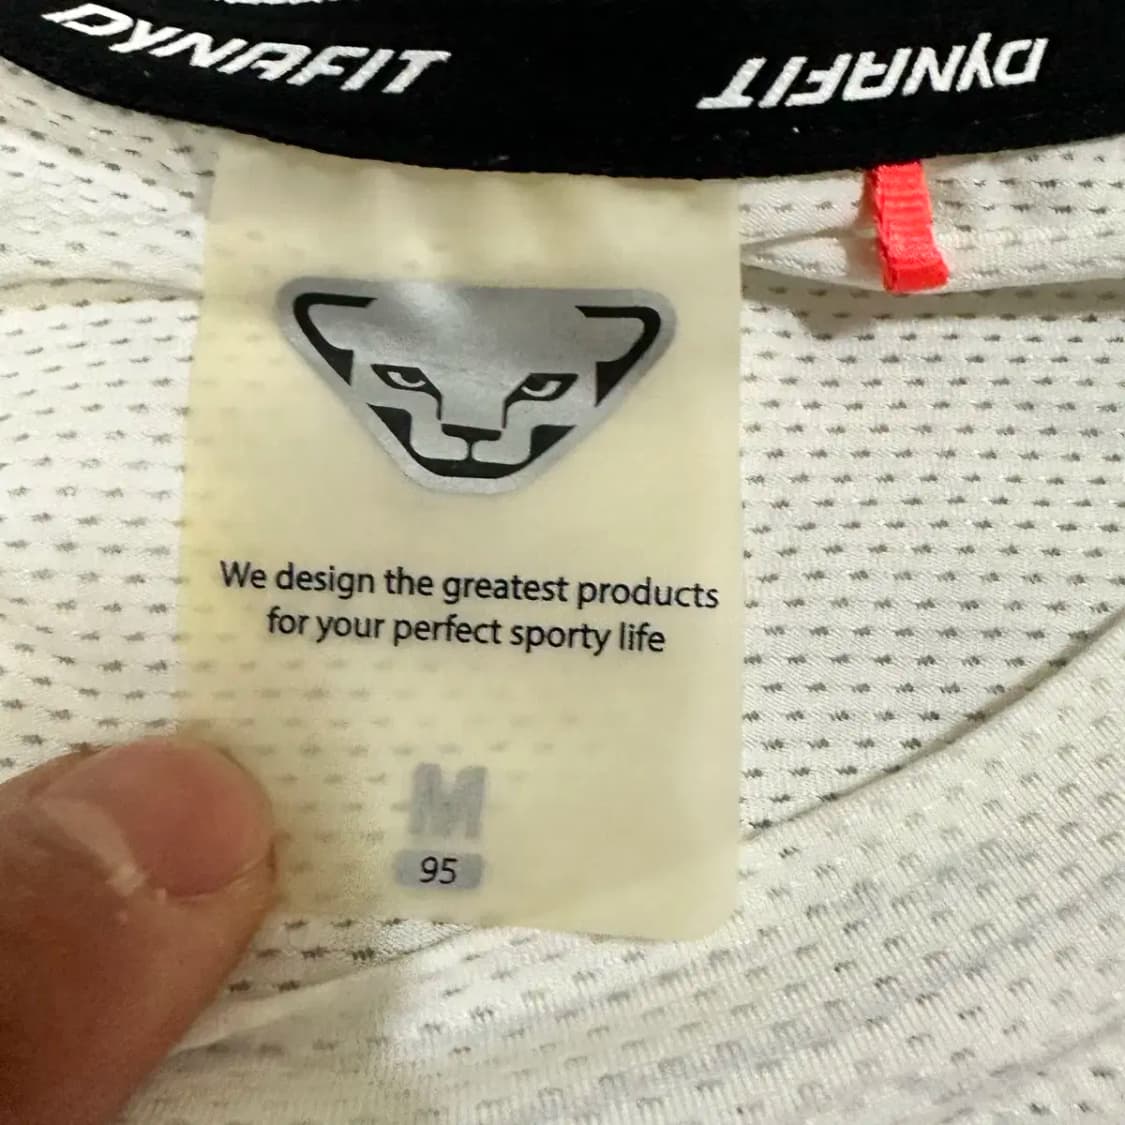 DYNAFIT
DYNAFIT
We design the greatest products
for your perfect sporty life
M
95